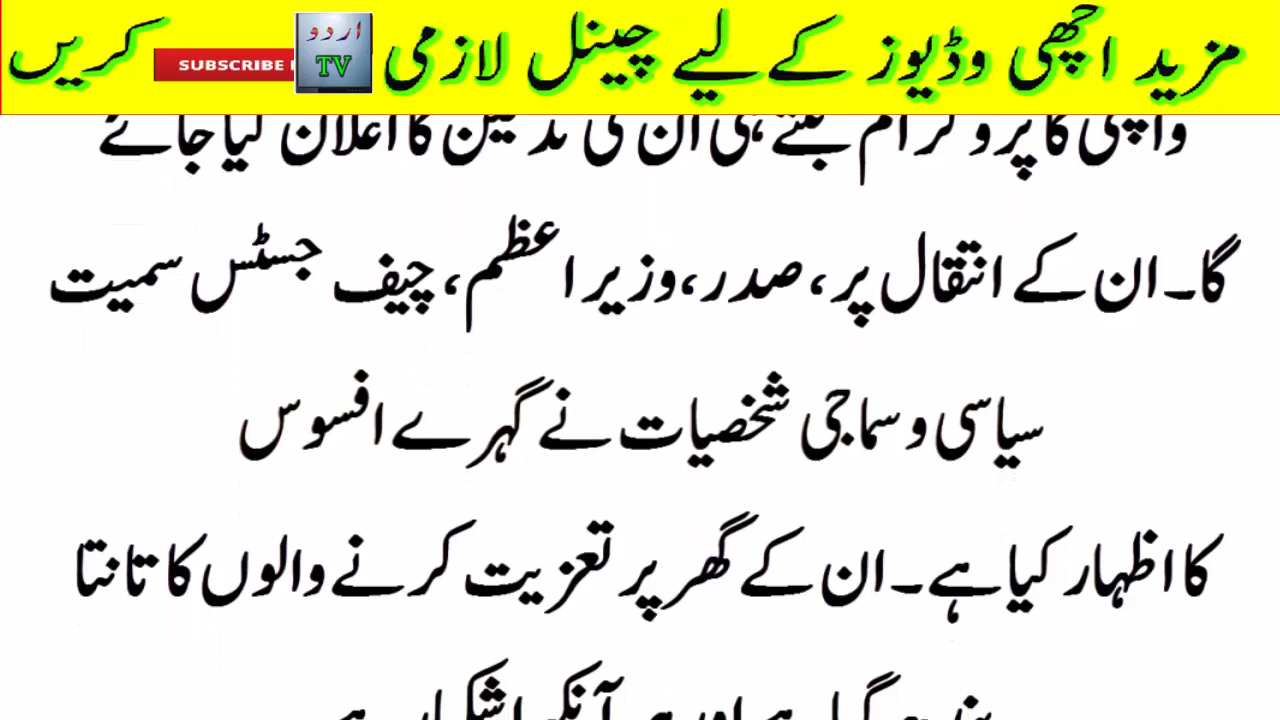 مزید اچھی وڈیوز کے لیے چینل لازمی اردو TV SUBSCRIBE کریں
واپسی کا پروگرام بنتے ہی ان کی تدفین کا اعلان کیا جائے
گا۔ان کے انتقال پر، صدر،وزیراعظم، چیف جسٹس سمیت
سیاسی و سماجی شخصیات نے گہرے افسوس
کا اظہار کیا ہے۔ ان کے گھر پر تعزیت کرنے والوں کا تانتا